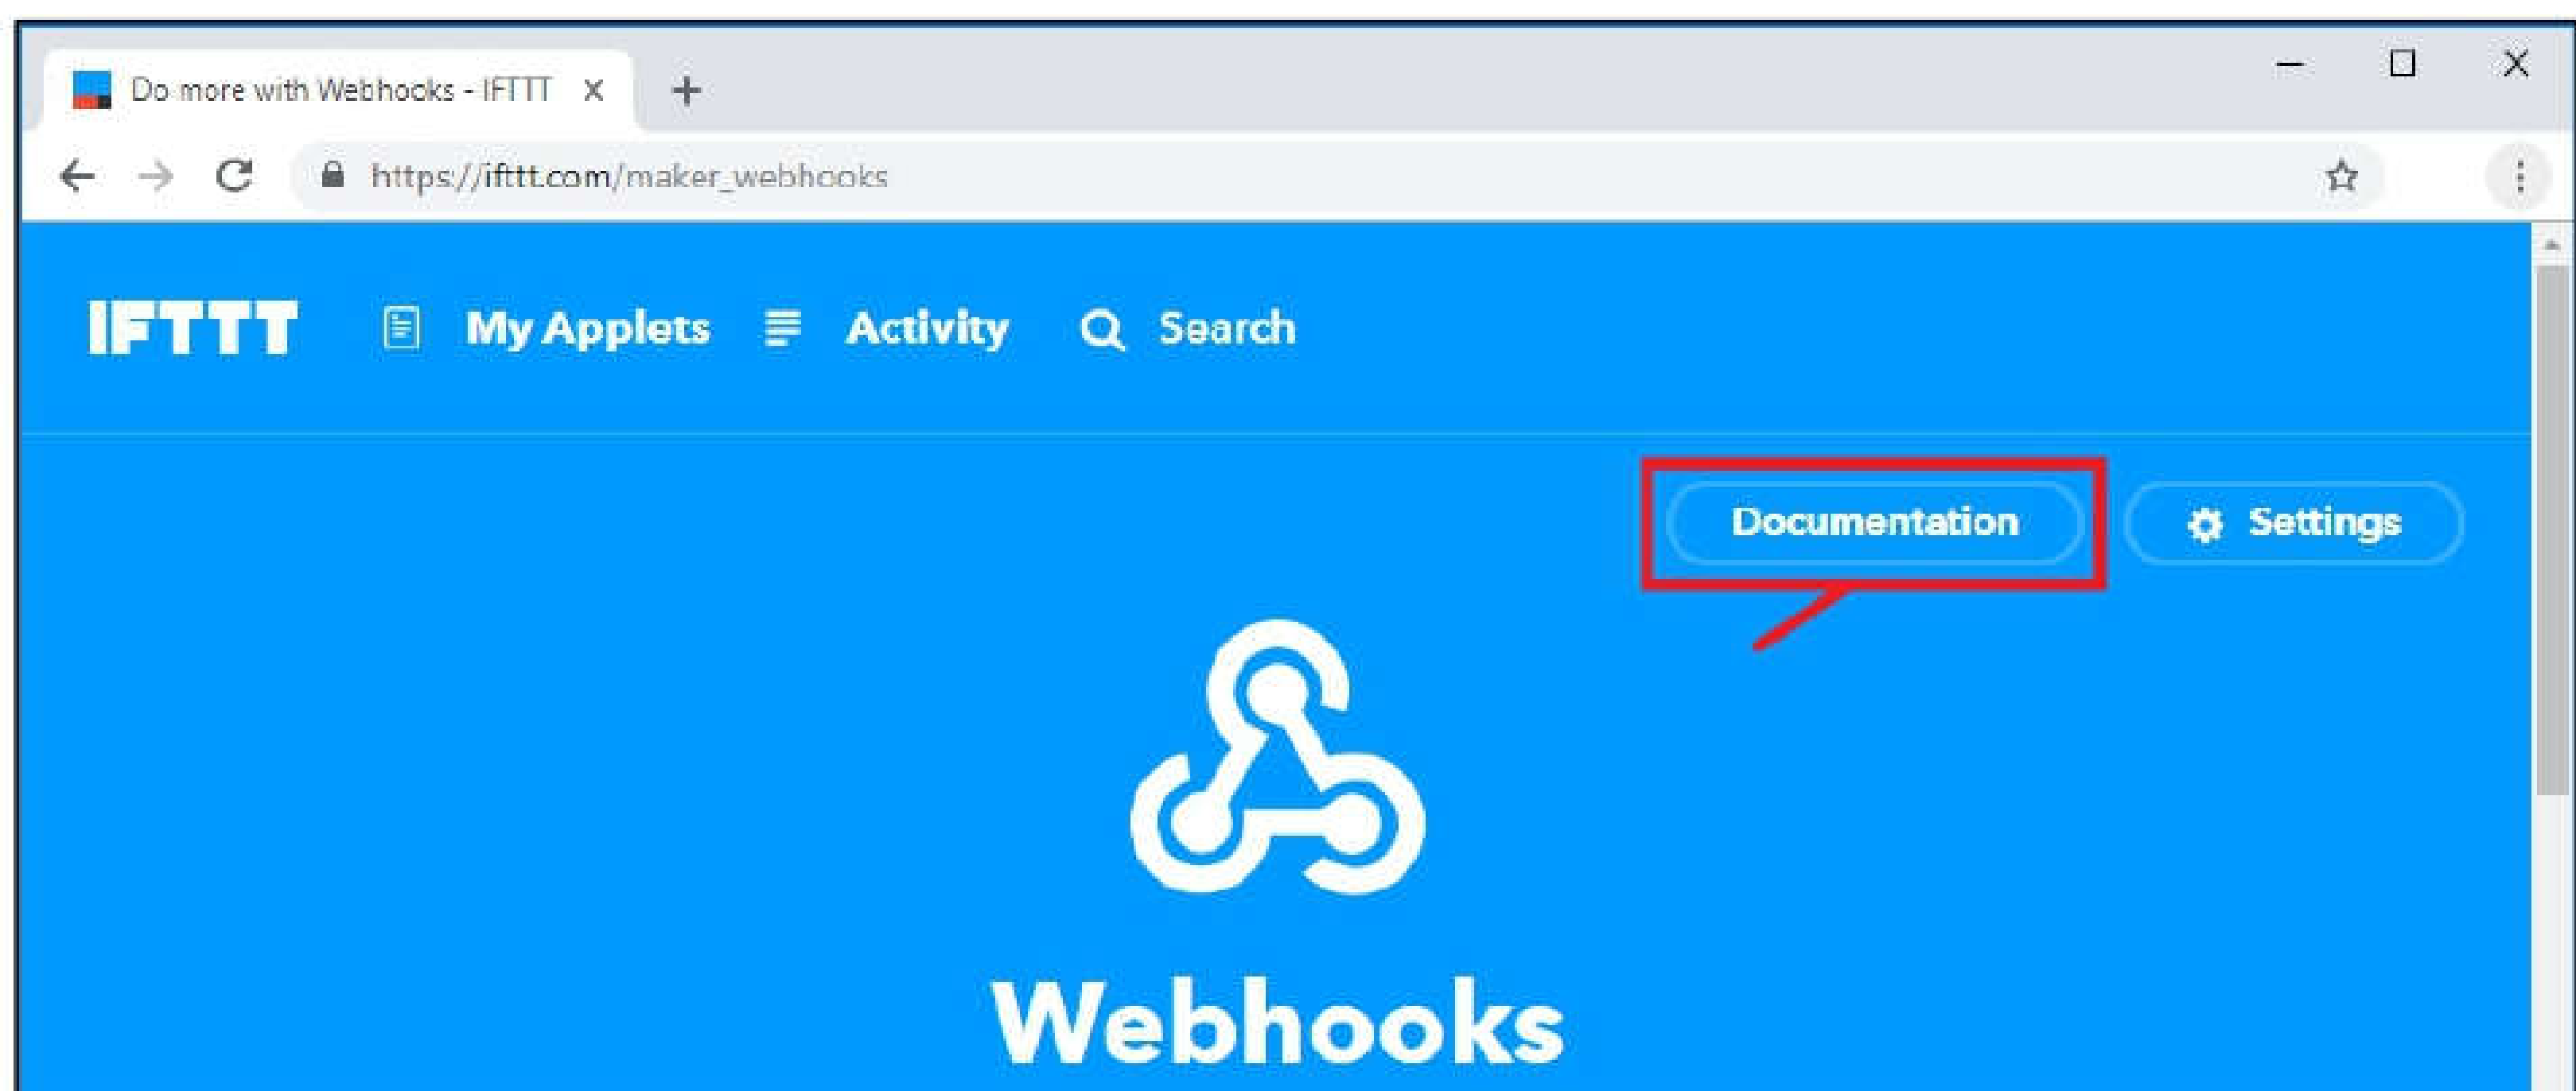 Do more with Webhooks - IFTTT
https://ifttt.com/maker_webhooks
IFTTT My Applets Activity Search
Documentation Settings
Webhooks